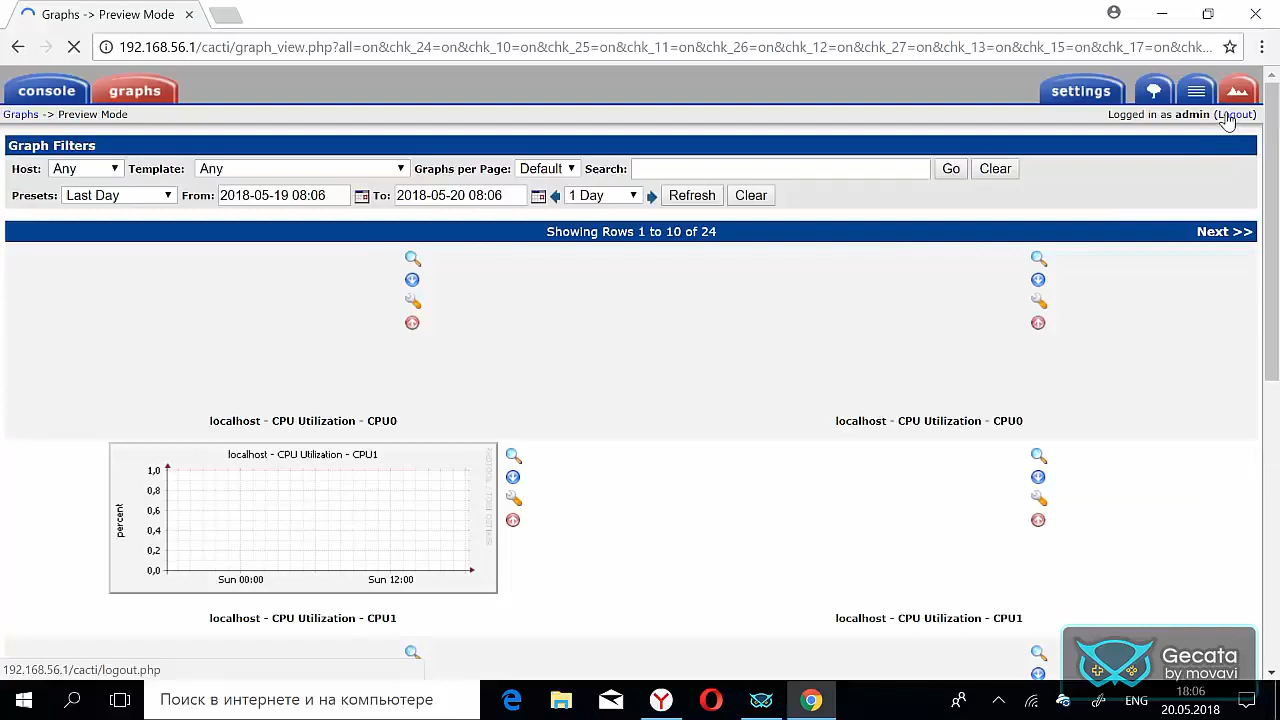 Graphs -> Preview Mode
192.168.56.1/cacti/graph_view.php?all=on&chk_24=on&chk_10=on&chk_25=on&chk_11=on&chk_26=on&chk_12=on&chk_27=on&chk_13=on&chk_15=on&chk_17=on&chk...
console graphs settings
Graphs -> Preview Mode Logged in as admin (Logout)
Graph Filters
Host: Any Template: Any Graphs per Page: Default Search: Go Clear
Presets: Last Day From: 2018-05-19 08:06 To: 2018-05-20 08:06 1 Day Refresh Clear
Showing Rows 1 to 10 of 24 Next >>
localhost - CPU Utilization - CPU0 localhost - CPU Utilization - CPU0
localhost - CPU Utilization - CPU1
1,0
0,8
0,6
0,4
0,2
0,0
percent
Sun 00:00 Sun 12:00
localhost - CPU Utilization - CPU1 localhost - CPU Utilization - CPU1
192.168.56.1/cacti/logout.php
Gecata
by movavi
Поиск в интернете и на компьютере
ENG
18:06
20.05.2018